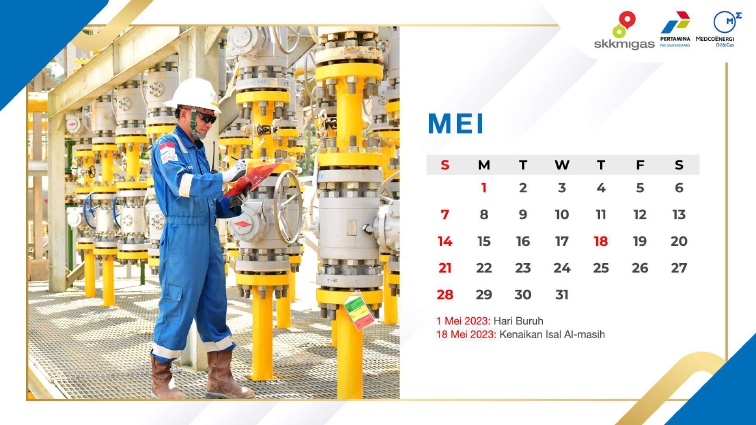 skkmigas
PERTAMINA
MEDCOENERGI
Oil&Gas
MEI
S M T W T F S
1 2 3 4 5 6
7 8 9 10 11 12 13
14 15 16 17 18 19 20
21 22 23 24 25 26 27
28 29 30 31
1 Mei 2023: Hari Buruh
18 Mei 2023: Kenaikan Isal Al-masih